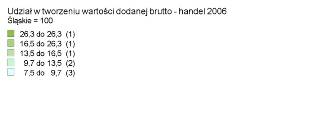 Udział w tworzeniu wartości dodanej brutto - handel 2006
Śląskie = 100
26,3 do 26,3 (1)
16,5 do 26,3 (1)
13,5 do 16,5 (1)
9,7 do 13,5 (2)
7,5 do 9,7 (3)